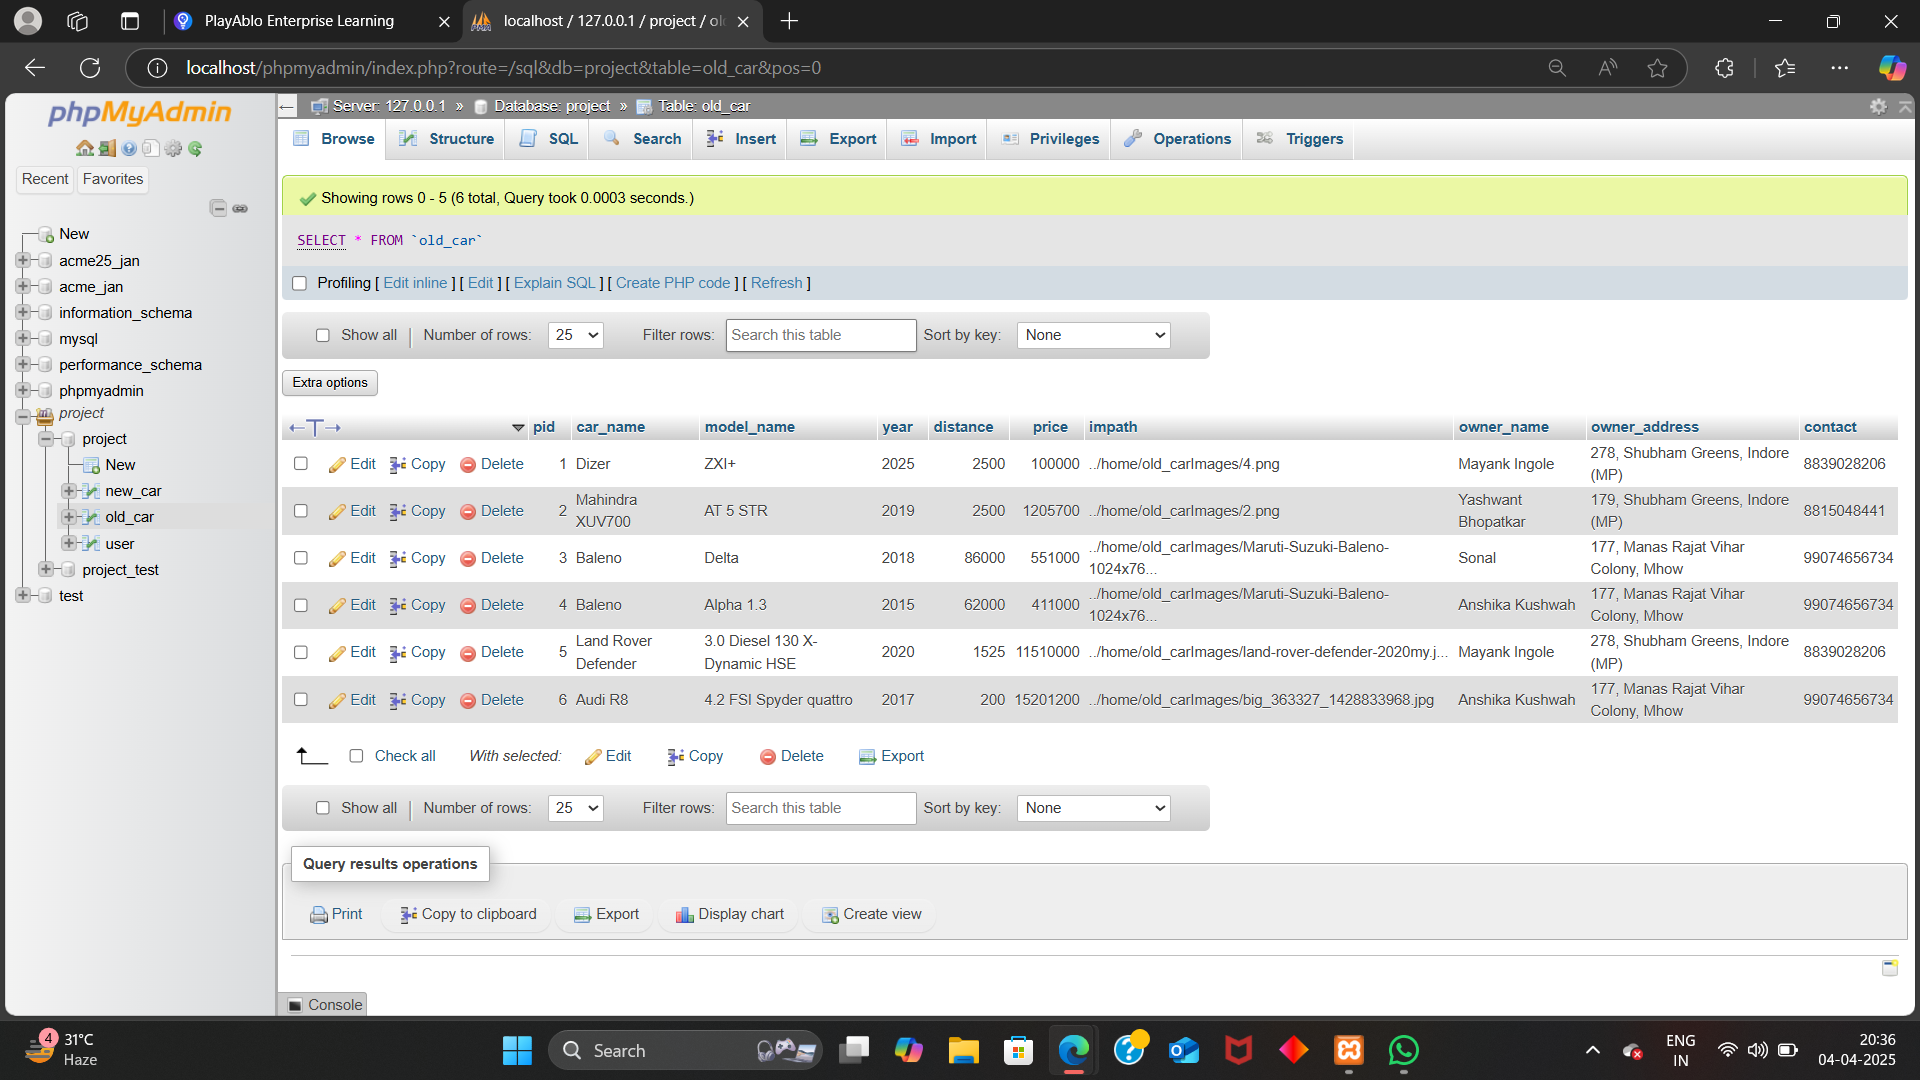 PlayAblo Enterprise Learning
localhost / 127.0.0.1 / project / old
localhost/phpmyadmin/index.php?route=/sql&db=project&table=old_car&pos=0
phpMyAdmin
Recent Favorites
New
acme25_jan
acme_jan
information_schema
mysql
performance_schema
phpmyadmin
project
project
New
new_car
old_car
user
project_test
test
Server: 127.0.0.1 » Database: project » Table: old_car
Browse Structure SQL Search Insert Export Import Privileges Operations Triggers
Showing rows 0 - 5 (6 total, Query took 0.0003 seconds.)
SELECT * FROM `old_car`
Profiling [ Edit inline ] [ Edit ] [ Explain SQL ] [ Create PHP code ] [ Refresh ]
Show all | Number of rows: 25 Filter rows: Search this table Sort by key: None
Extra options
←T→ pid car_name model_name year distance price impath owner_name owner_address contact
Edit Copy Delete 1 Dizer ZXI+ 2025 2500 100000 ../home/old_carImages/4.png Mayank Ingole 278, Shubham Greens, Indore (MP) 8839028206
Edit Copy Delete 2 Mahindra XUV700 AT 5 STR 2019 2500 1205700 ../home/old_carImages/2.png Yashwant Bhopatkar 179, Shubham Greens, Indore (MP) 8815048441
Edit Copy Delete 3 Baleno Delta 2018 86000 551000 ../home/old_carImages/Maruti-Suzuki-Baleno-1024x76... Sonal 177, Manas Rajat Vihar Colony, Mhow 99074656734
Edit Copy Delete 4 Baleno Alpha 1.3 2015 62000 411000 ../home/old_carImages/Maruti-Suzuki-Baleno-1024x76... Anshika Kushwah 177, Manas Rajat Vihar Colony, Mhow 99074656734
Edit Copy Delete 5 Land Rover Defender 3.0 Diesel 130 X-Dynamic HSE 2020 1525 11510000 ../home/old_carImages/land-rover-defender-2020my.j... Mayank Ingole 278, Shubham Greens, Indore (MP) 8839028206
Edit Copy Delete 6 Audi R8 4.2 FSI Spyder quattro 2017 200 15201200 ../home/old_carImages/big_363327_1428833968.jpg Anshika Kushwah 177, Manas Rajat Vihar Colony, Mhow 99074656734
Check all With selected: Edit Copy Delete Export
Show all | Number of rows: 25 Filter rows: Search this table Sort by key: None
Query results operations
Print Copy to clipboard Export Display chart Create view
Console
4 31°C
Haze
Search
ENG
IN
20:36
04-04-2025